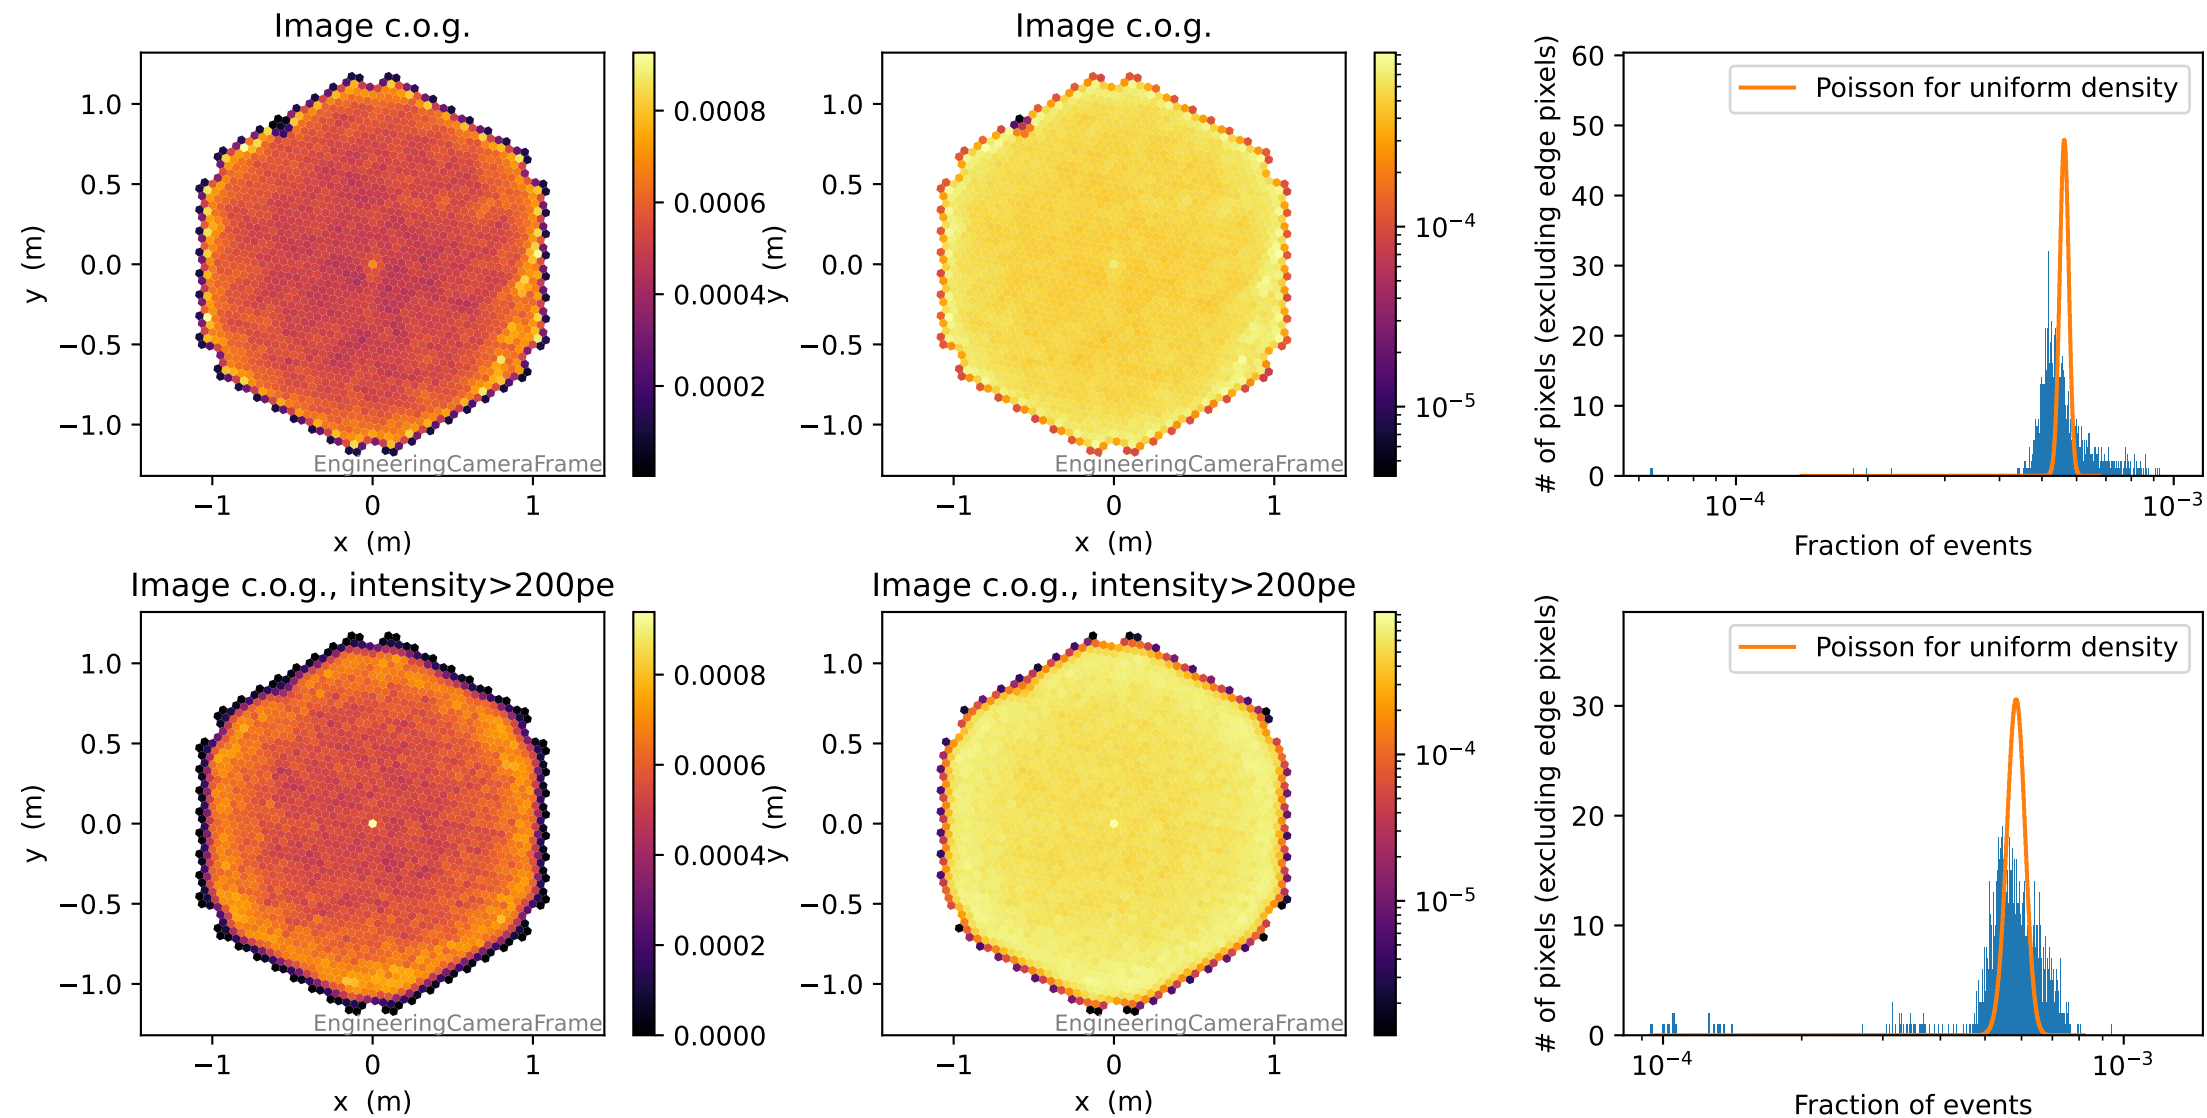 Image c.o.g.
1.0
0.5
0.0
−0.5
−1.0
y (m)
−1
0
1
x (m)
EngineeringCameraFrame
0.0008
0.0006
0.0004
0.0002
Image c.o.g.
1.0
0.5
0.0
−0.5
−1.0
y (m)
−1
0
1
x (m)
EngineeringCameraFrame
10⁻⁴
10⁻⁵
60
50
40
30
20
10
0
# of pixels (excluding edge pixels)
Poisson for uniform density
10⁻⁴
10⁻³
Fraction of events
Image c.o.g., intensity>200pe
1.0
0.5
0.0
−0.5
−1.0
y (m)
−1
0
1
x (m)
EngineeringCameraFrame
0.0008
0.0006
0.0004
0.0002
0.0000
Image c.o.g., intensity>200pe
1.0
0.5
0.0
−0.5
−1.0
y (m)
−1
0
1
x (m)
EngineeringCameraFrame
10⁻⁴
10⁻⁵
30
20
10
0
# of pixels (excluding edge pixels)
Poisson for uniform density
10⁻⁴
10⁻³
Fraction of events